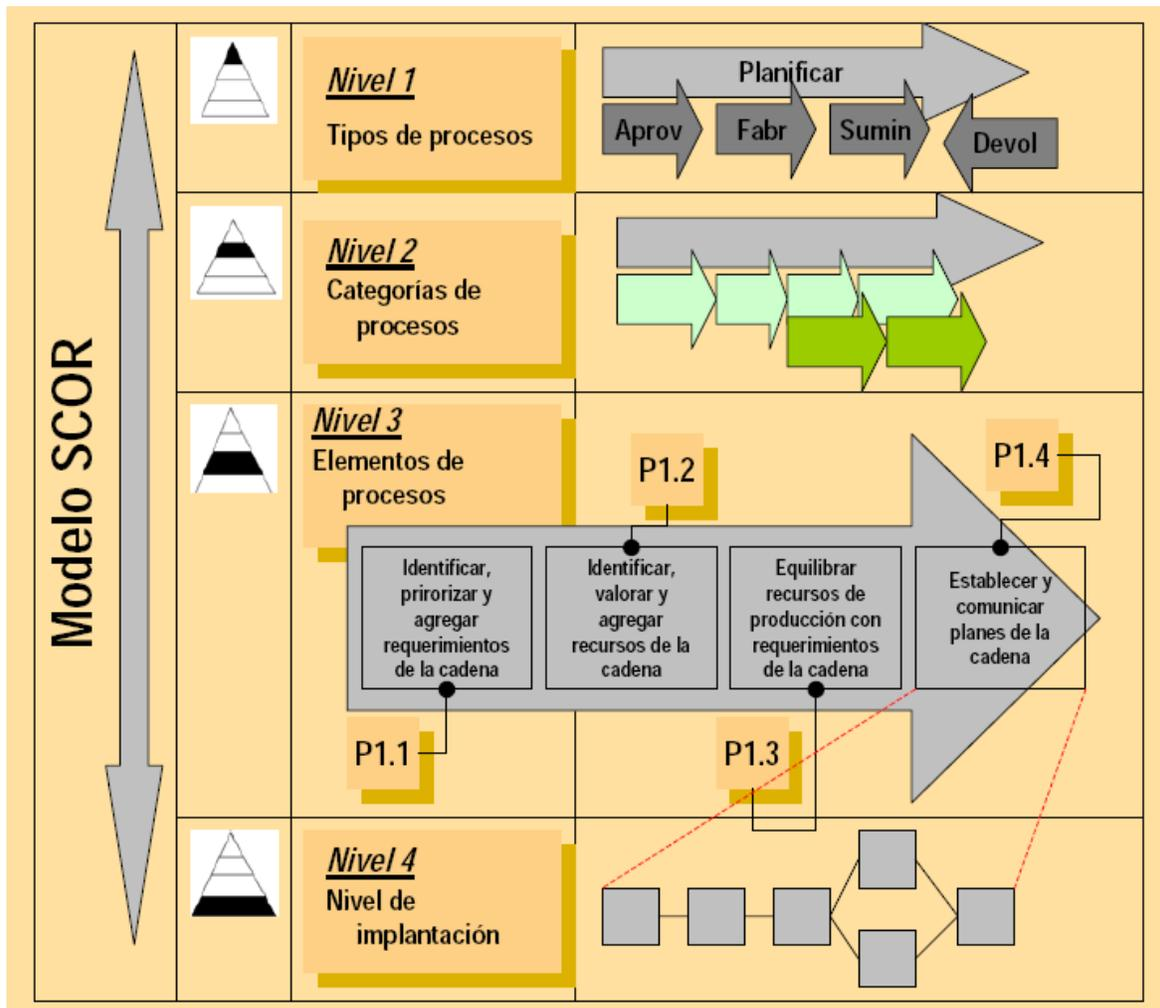 Modelo SCOR
Nivel 1
Tipos de procesos
Planificar
Aprov
Fabr
Sumin
Devol
Nivel 2
Categorías de
procesos
Nivel 3
Elementos de
procesos
P1.2
P1.4
Identificar,
prirorizar y
agregar
requerimientos
de la cadena
Identificar,
valorar y
agregar
recursos de la
cadena
Equilibrar
recursos de
producción con
requerimientos
de la cadena
Establecer y
comunicar
planes de la
cadena
P1.1
P1.3
Nivel 4
Nivel de
implantación